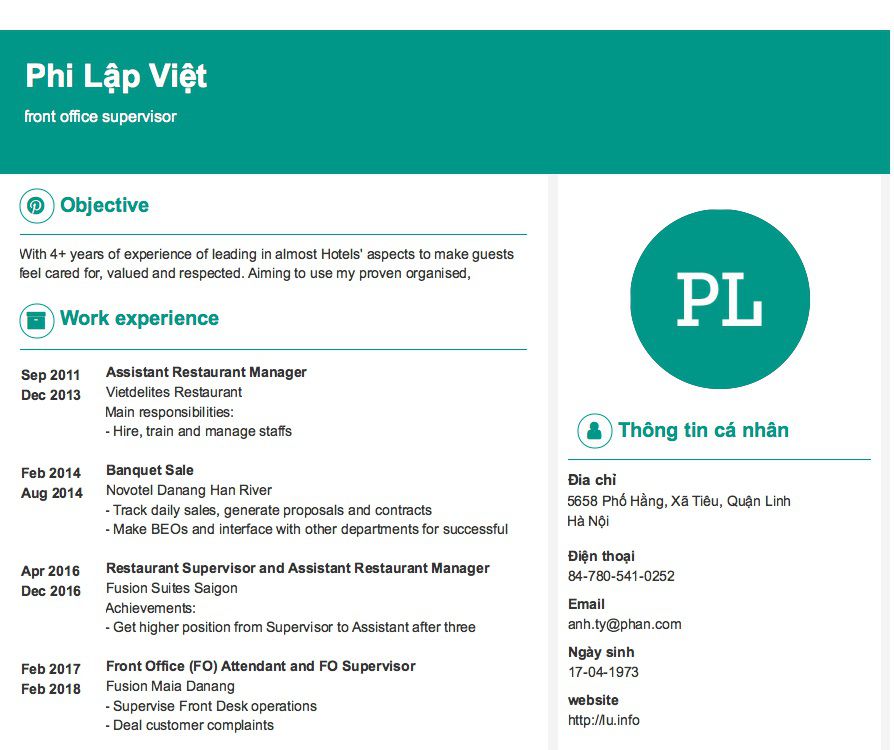 Phi Lập Việt
front office supervisor
Objective
With 4+ years of experience of leading in almost Hotels' aspects to make guests
feel cared for, valued and respected. Aiming to use my proven organised,
Work experience
Sep 2011
Dec 2013
Assistant Restaurant Manager
Vietdelites Restaurant
Main responsibilities:
- Hire, train and manage staffs
Feb 2014
Aug 2014
Banquet Sale
Novotel Danang Han River
- Track daily sales, generate proposals and contracts
- Make BEOs and interface with other departments for successful
Apr 2016
Dec 2016
Restaurant Supervisor and Assistant Restaurant Manager
Fusion Suites Saigon
Achievements:
- Get higher position from Supervisor to Assistant after three
Feb 2017
Feb 2018
Front Office (FO) Attendant and FO Supervisor
Fusion Maia Danang
- Supervise Front Desk operations
- Deal customer complaints
PL
Thông tin cá nhân
Đia chỉ
5658 Phố Hằng, Xã Tiêu, Quận Linh
Hà Nội
Điện thoại
84-780-541-0252
Email
anh.ty@phan.com
Ngày sinh
17-04-1973
website
http://lu.info